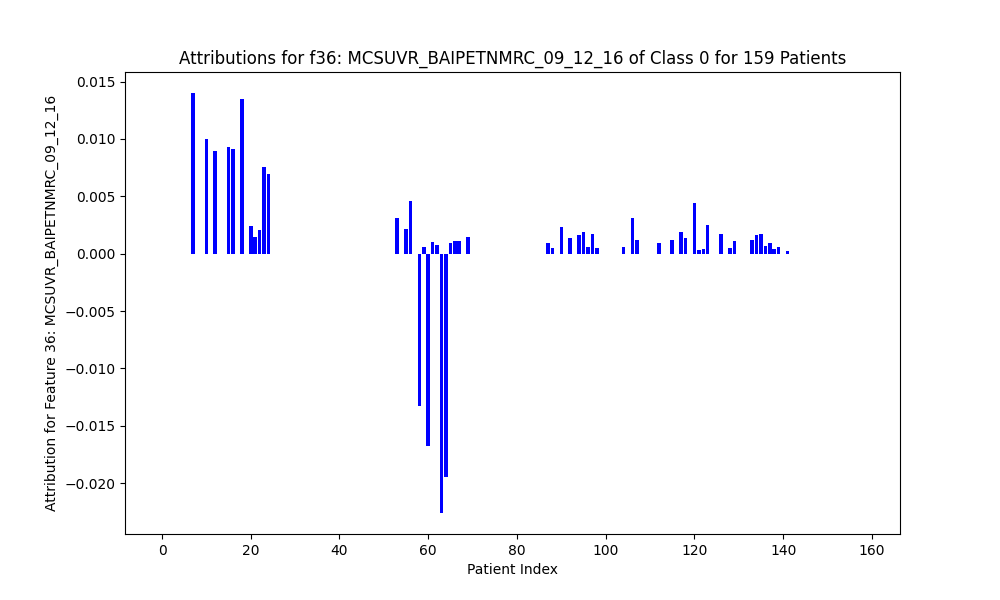 Attributions for f36: MCSUVR_BAIPETNMRC_09_12_16 of Class 0 for 159 Patients
Attribution for Feature 36: MCSUVR_BAIPETNMRC_09_12_16
0.015
0.010
0.005
0.000
−0.005
−0.010
−0.015
−0.020
0 20 40 60 80 100 120 140 160
Patient Index